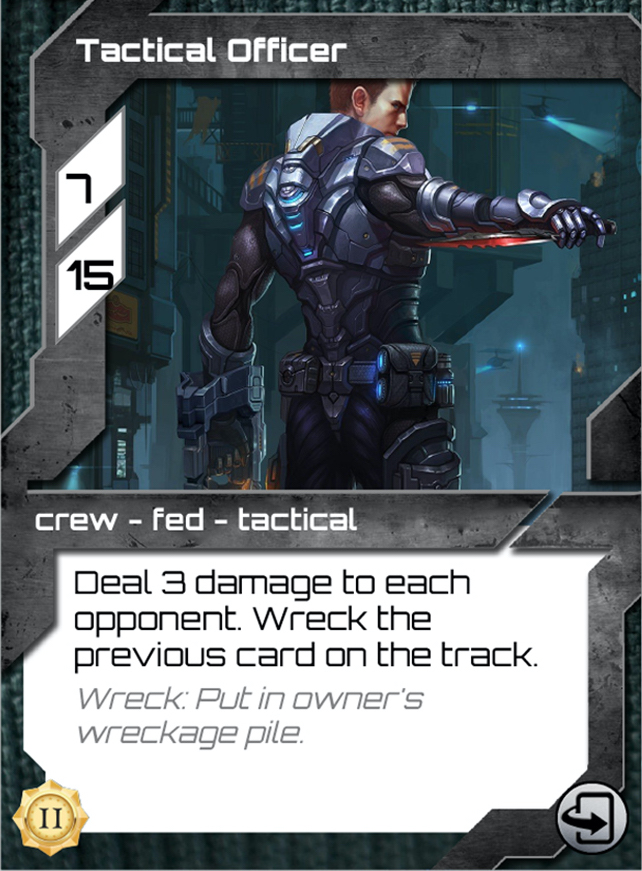 Tactical Officer
7
15
crew - fed - tactical
Deal 3 damage to each
opponent. Wreck the
previous card on the track.
Wreck: Put in owner's
wreckage pile.
II